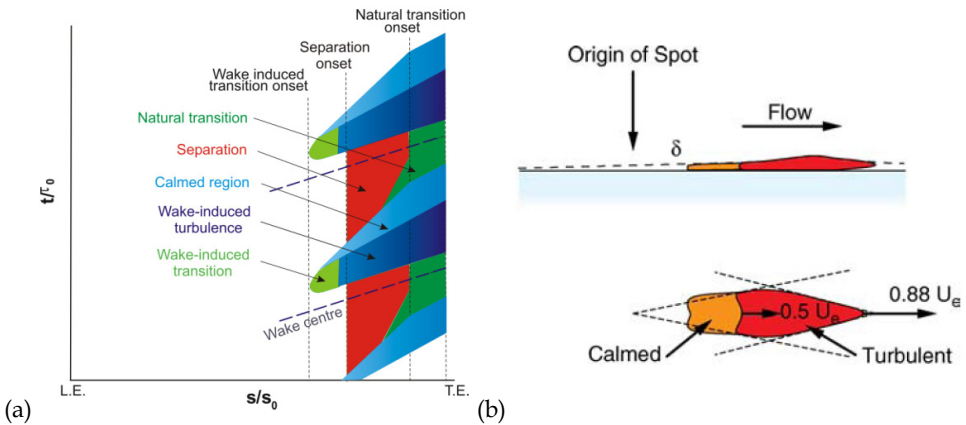 Natural transition
onset
Separation
onset
Wake induced
transition onset
Natural transition
Separation
Calmed region
Wake-induced
turbulence
Wake-induced
transition
Wake centre
t/τ₀
L.E.
s/s₀
T.E.
(a)
Origin of Spot
Flow
δ
0.88 Uₑ
0.5 Uₑ
Calmed
Turbulent
(b)